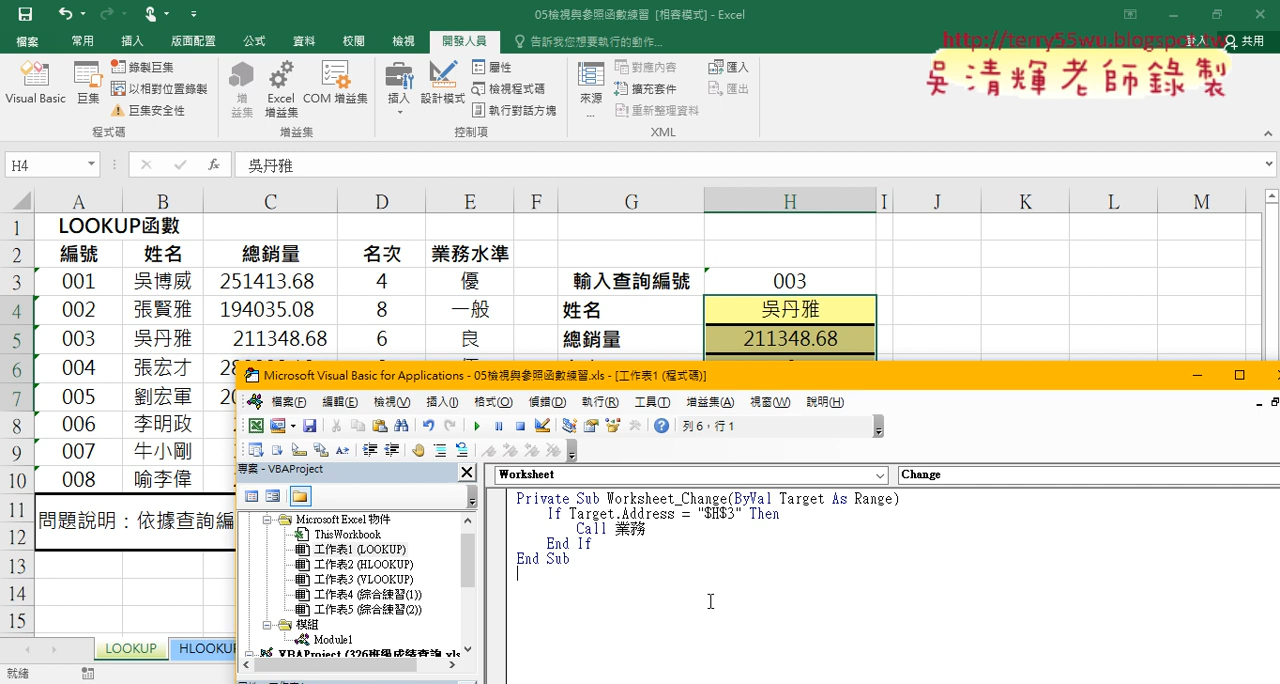 05檢視與參照函數練習 [相容模式] - Excel
檔案 常用 插入 版面配置 公式 資料 校閱 檢視 開發人員 告訴我您想要執行的動作... 登入 共用
http://terry55wu.blogspot.tw
吳清輝老師錄製
Visual Basic 巨集 錄製巨集 以相對位置錄製 巨集安全性
增益集 Excel 增益集 COM 增益集
插入 設計模式 屬性 檢視程式碼 執行對話方塊
來源... 對應內容 擴充套件 重新整理資料 匯入 匯出
程式碼 增益集 控制項 XML
H4 fx 吳丹雅
A B C D E F G H I J K L M
1 LOOKUP函數
2 編號 姓名 總銷量 名次 業務水準
3 001 吳博威 251413.68 4 優 輸入查詢編號 003
4 002 張賢雅 194035.08 8 一般 姓名 吳丹雅
5 003 吳丹雅 211348.68 6 良 總銷量 211348.68
6 004 張宏才
7 005 劉宏軍
8 006 李明政
9 007 牛小剛
10 008 喻李偉
11 問題說明：依據查詢編
12
13
14
15
LOOKUP HLOOKU
就緒
Microsoft Visual Basic for Applications - 05檢視與參照函數練習.xls - [工作表1 (程式碼)]
檔案(F) 編輯(E) 檢視(V) 插入(I) 格式(O) 偵錯(D) 執行(R) 工具(T) 增益集(A) 視窗(W) 說明(H)
列 6，行 1
專案 - VBAProject
Worksheet Change
Microsoft Excel 物件
ThisWorkbook
工作表1 (LOOKUP)
工作表2 (HLOOKUP)
工作表3 (VLOOKUP)
工作表4 (綜合練習(1))
工作表5 (綜合練習(2))
模組
Module1
VBAProject (326班級成績查詢.xls
Private Sub Worksheet_Change(ByVal Target As Range)
If Target.Address = "$H$3" Then
Call 業務
End If
End Sub